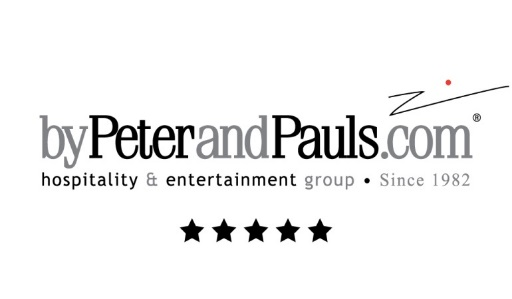 byPeterandPauls.com®
hospitality & entertainment group • Since 1982